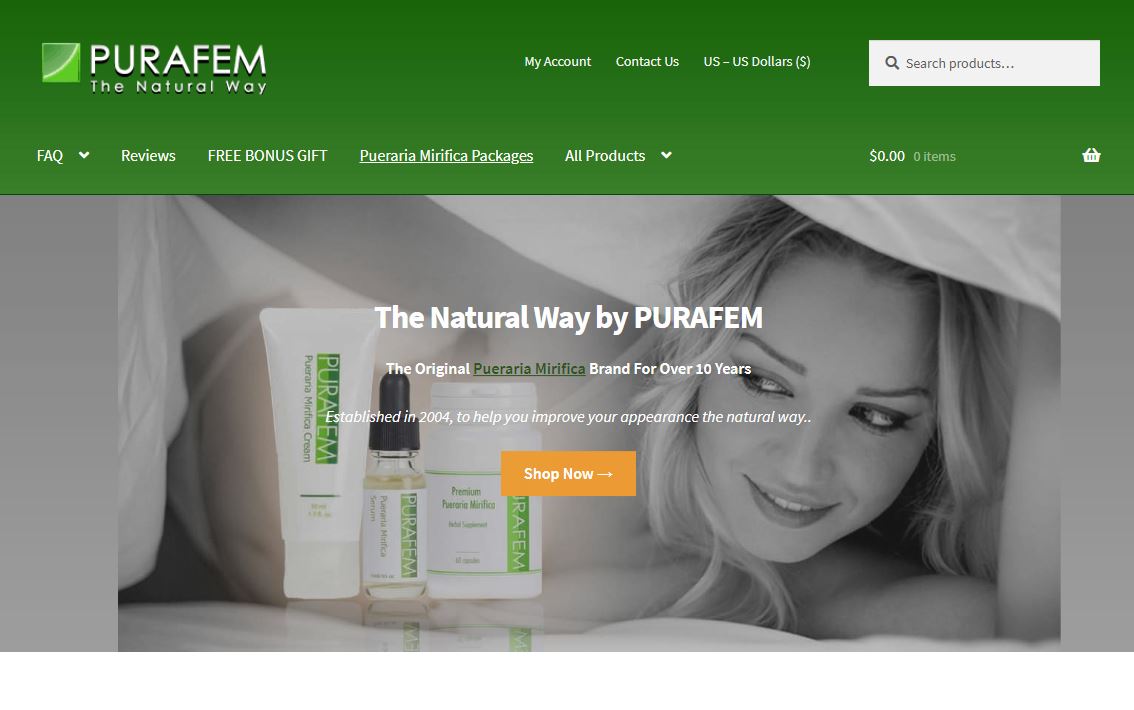 PURAFEM
The Natural Way
My Account
Contact Us
US – US Dollars ($)
Search products…
FAQ
Reviews
FREE BONUS GIFT
Pueraria Mirifica Packages
All Products
$0.00 0 items
The Natural Way by PURAFEM
The Original Pueraria Mirifica Brand For Over 10 Years
Established in 2004, to help you improve your appearance the natural way..
Shop Now →
PURAFEM
Pueraria Mirifica Cream
PURAFEM
Pueraria Mirifica
Serum
Premium
Pueraria Mirifica
Herbal Supplement
60 capsules
PURAFEM